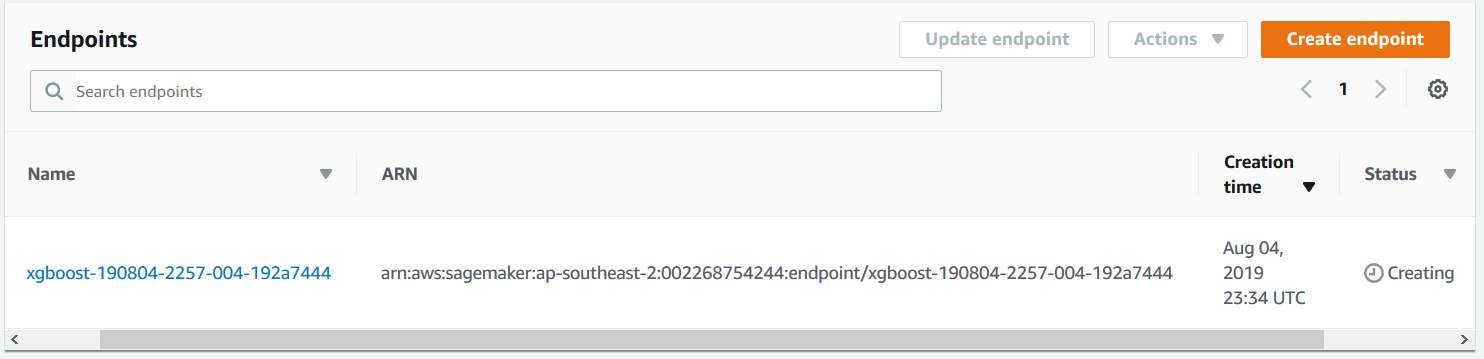 Endpoints
Update endpoint
Actions
Create endpoint
Search endpoints
1
Name
ARN
Creation
time
Status
xgboost-190804-2257-004-192a7444
arn:aws:sagemaker:ap-southeast-2:002268754244:endpoint/xgboost-190804-2257-004-192a7444
Aug 04,
2019
23:34 UTC
Creating